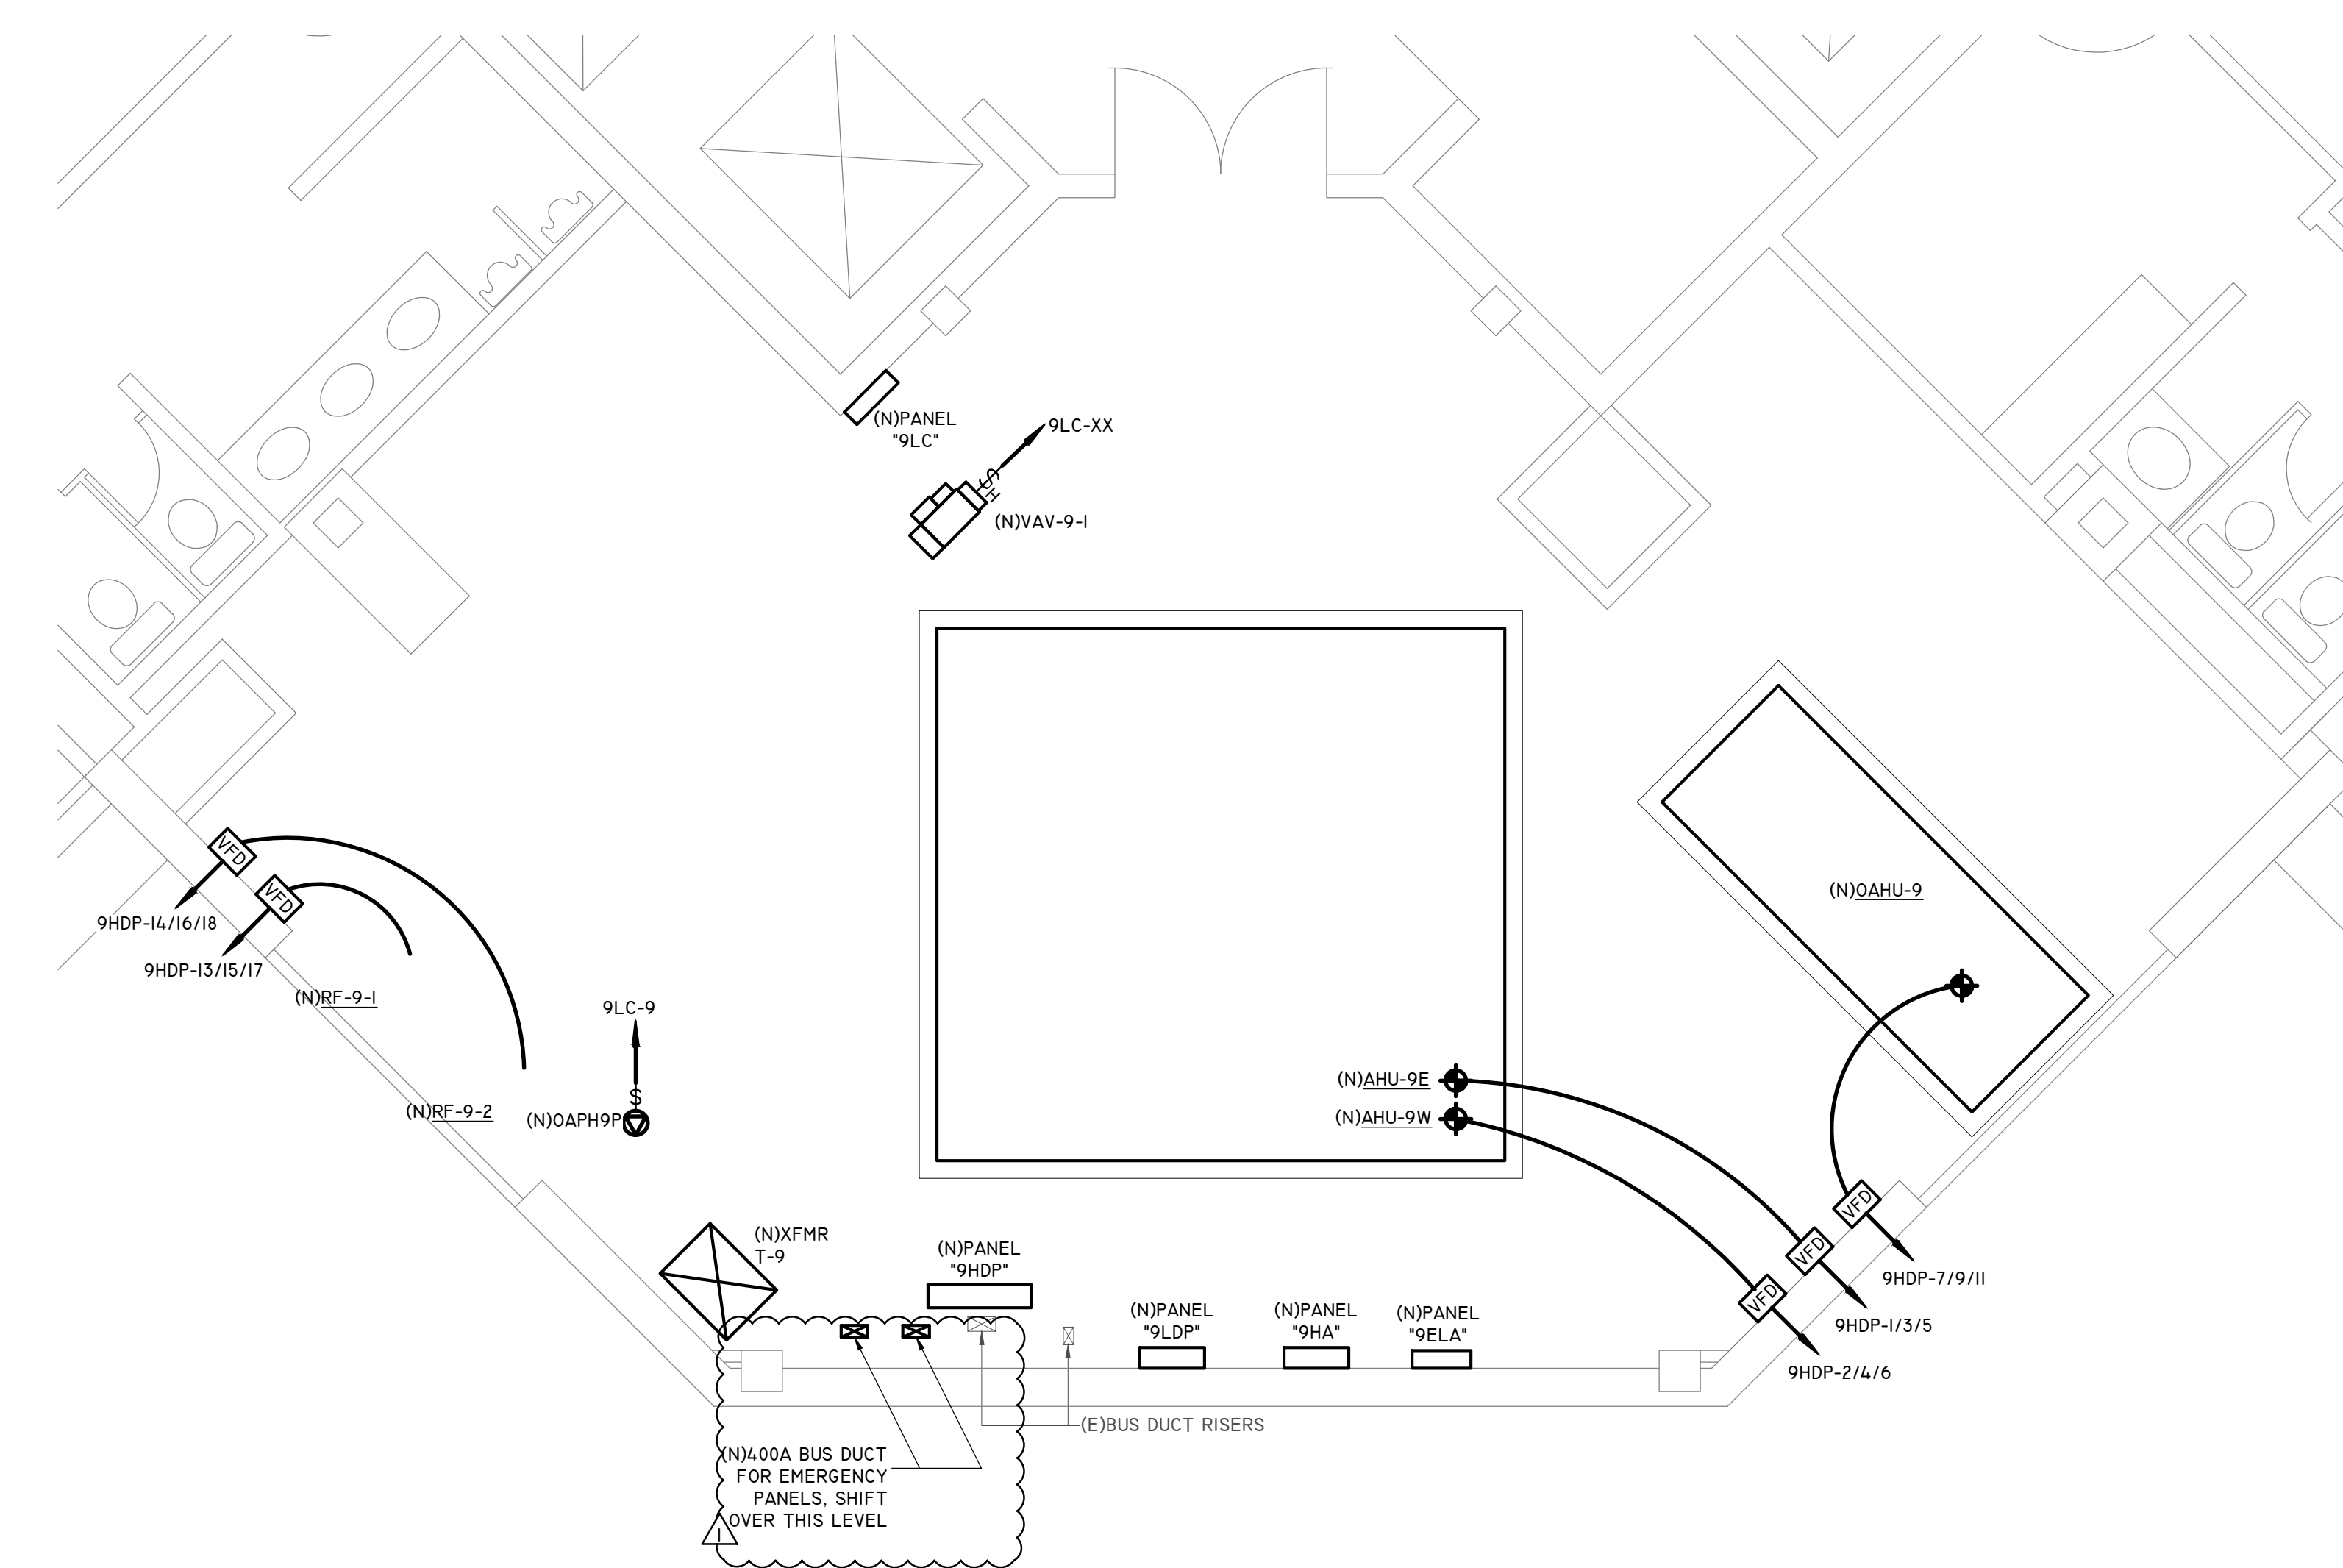 (N)PANEL
"9LC"
9LC-XX
S
H
(N)VAV-9-1
VFD
9HDP-14/16/18
VFD
9HDP-13/15/17
(N)RF-9-1
(N)OAHU-9
9LC-9
S
(N)OAPH9P
(N)RF-9-2
(N)AHU-9E
(N)AHU-9W
VFD
9HDP-7/9/11
VFD
9HDP-1/3/5
VFD
9HDP-2/4/6
(N)XFMR
T-9
(N)PANEL
"9HDP"
(N)PANEL
"9LDP"
(N)PANEL
"9HA"
(N)PANEL
"9ELA"
(E)BUS DUCT RISERS
(N)400A BUS DUCT
FOR EMERGENCY
PANELS, SHIFT
OVER THIS LEVEL
1